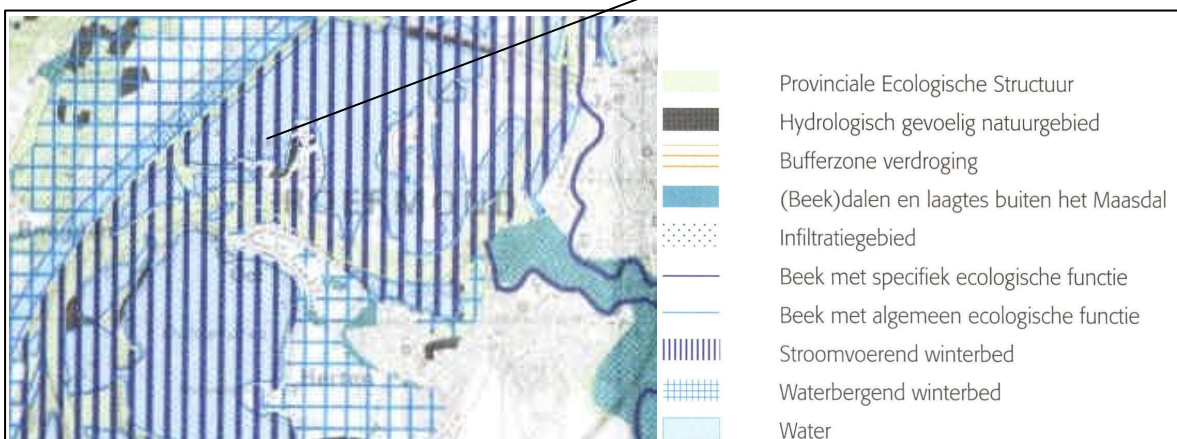 ROERMOND
Provinciale Ecologische Structuur
Hydrologisch gevoelig natuurgebied
Bufferzone verdroging
(Beek)dalen en laagtes buiten het Maasdal
Infiltratiegebied
Beek met specifiek ecologische functie
Beek met algemeen ecologische functie
Stroomvoerend winterbed
Waterbergend winterbed
Water